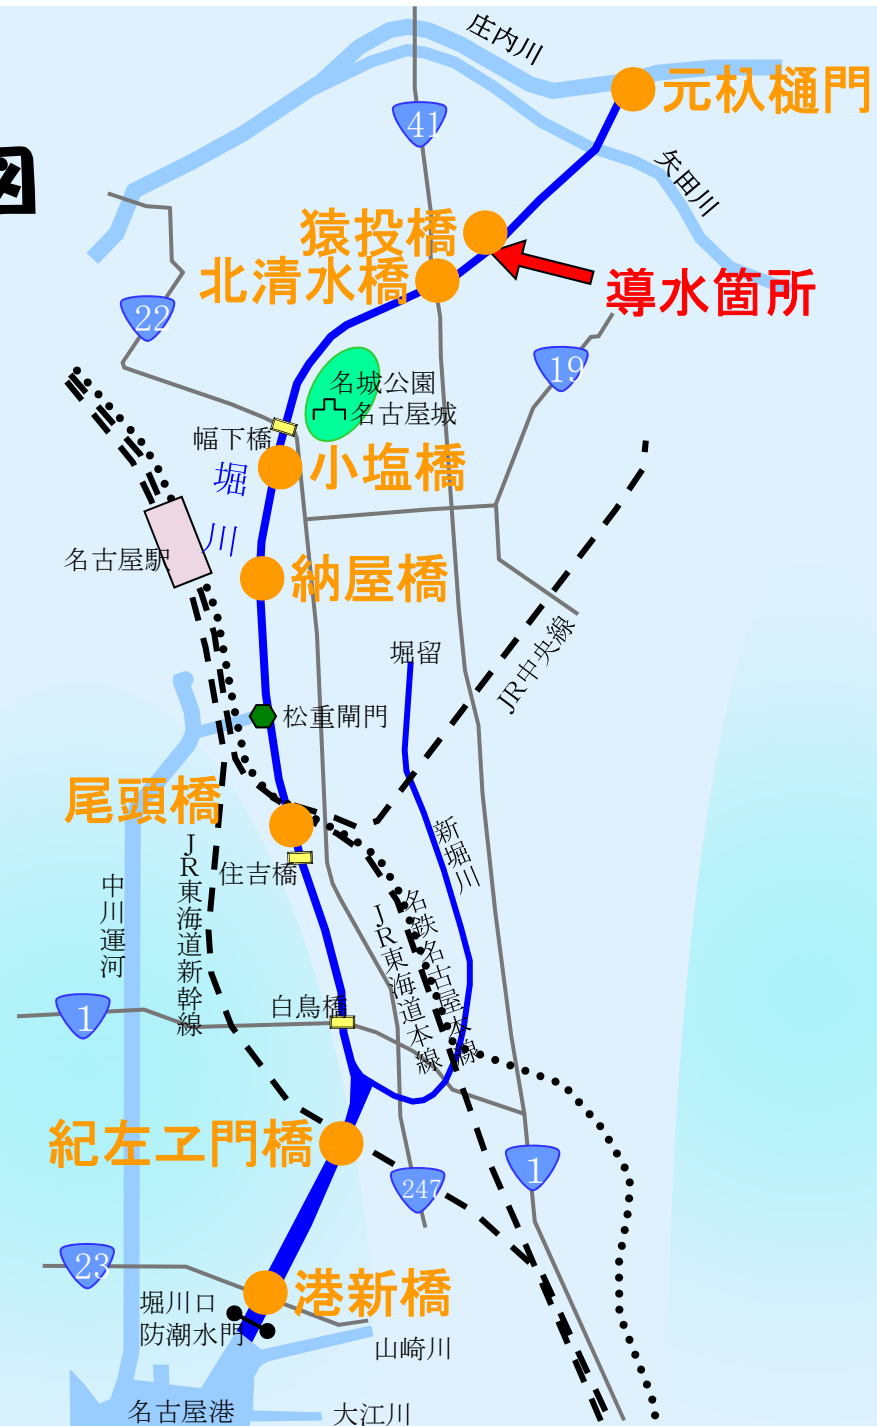 庄内川
元杁樋門
図
41
矢田川
猿投橋
北清水橋
導水箇所
22
19
名城公園
名古屋城
幅下橋
小塩橋
堀川
名古屋駅
納屋橋
堀留
JR中央線
松重閘門
尾頭橋
新堀川
住吉橋
中川運河
JR東海道新幹線
JR東海道本線
名鉄名古屋本線
白鳥橋
1
紀左ヱ門橋
1
247
23
港新橋
堀川口
防潮水門
山崎川
名古屋港
大江川